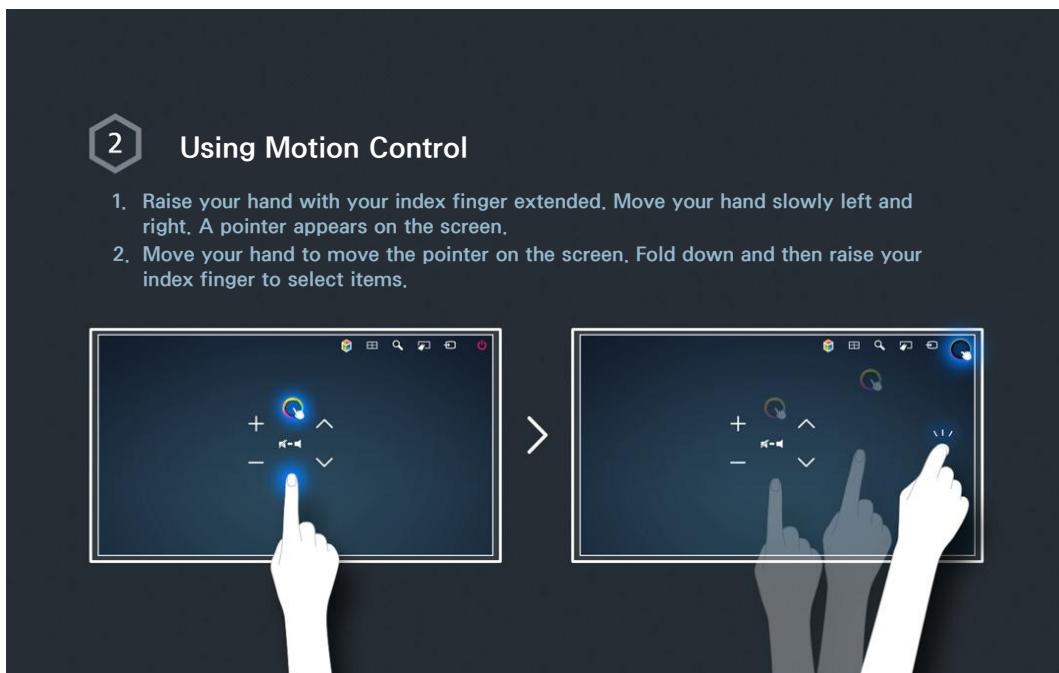 2
Using Motion Control
1. Raise your hand with your index finger extended. Move your hand slowly left and
right. A pointer appears on the screen.
2. Move your hand to move the pointer on the screen. Fold down and then raise your
index finger to select items.